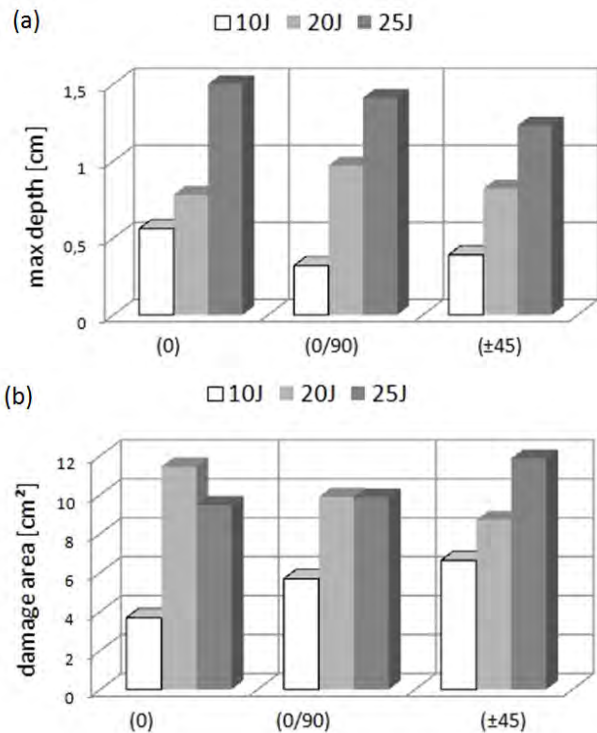 (a)
10J 20J 25J
1,5
1
0,5
0
max depth [cm]
(0) (0/90) (±45)
(b)
10J 20J 25J
12
10
8
6
4
2
0
damage area [cm²]
(0) (0/90) (±45)